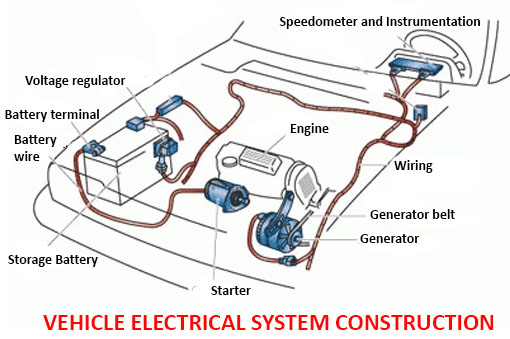 Speedometer and Instrumentation
Voltage regulator
Battery terminal
Battery
wire
Engine
Wiring
Generator belt
Generator
Storage Battery
Starter
VEHICLE ELECTRICAL SYSTEM CONSTRUCTION